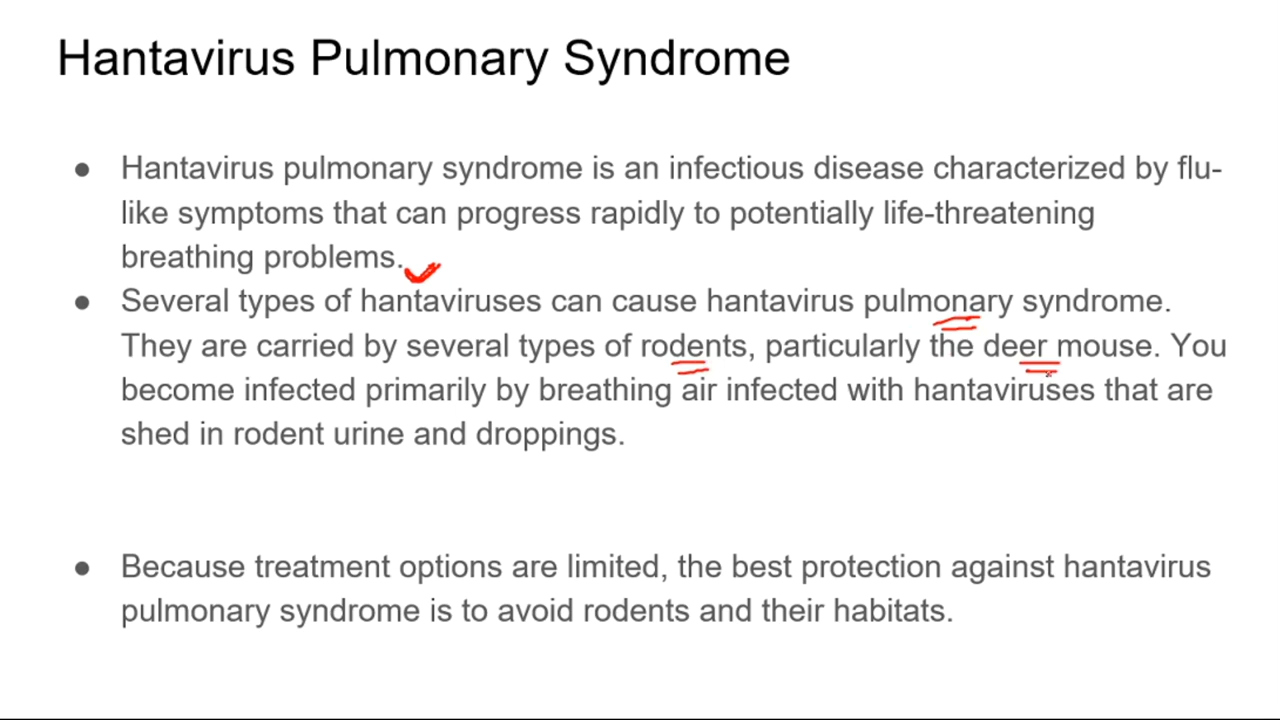 Hantavirus Pulmonary Syndrome
● Hantavirus pulmonary syndrome is an infectious disease characterized by flu-
like symptoms that can progress rapidly to potentially life-threatening
breathing problems.
● Several types of hantaviruses can cause hantavirus pulmonary syndrome.
They are carried by several types of rodents, particularly the deer mouse. You
become infected primarily by breathing air infected with hantaviruses that are
shed in rodent urine and droppings.
● Because treatment options are limited, the best protection against hantavirus
pulmonary syndrome is to avoid rodents and their habitats.